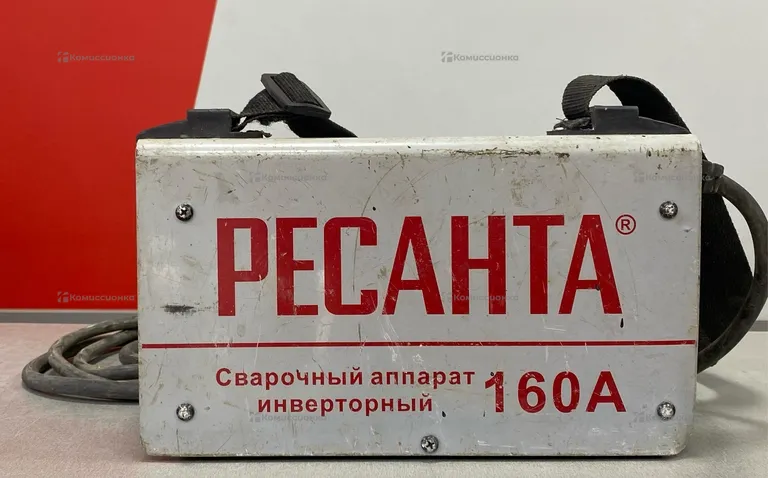 Комиссионка
Комиссионка
РЕСАНТА®
Комиссионка
Комиссионка
Сварочный аппарат
инверторный
160А